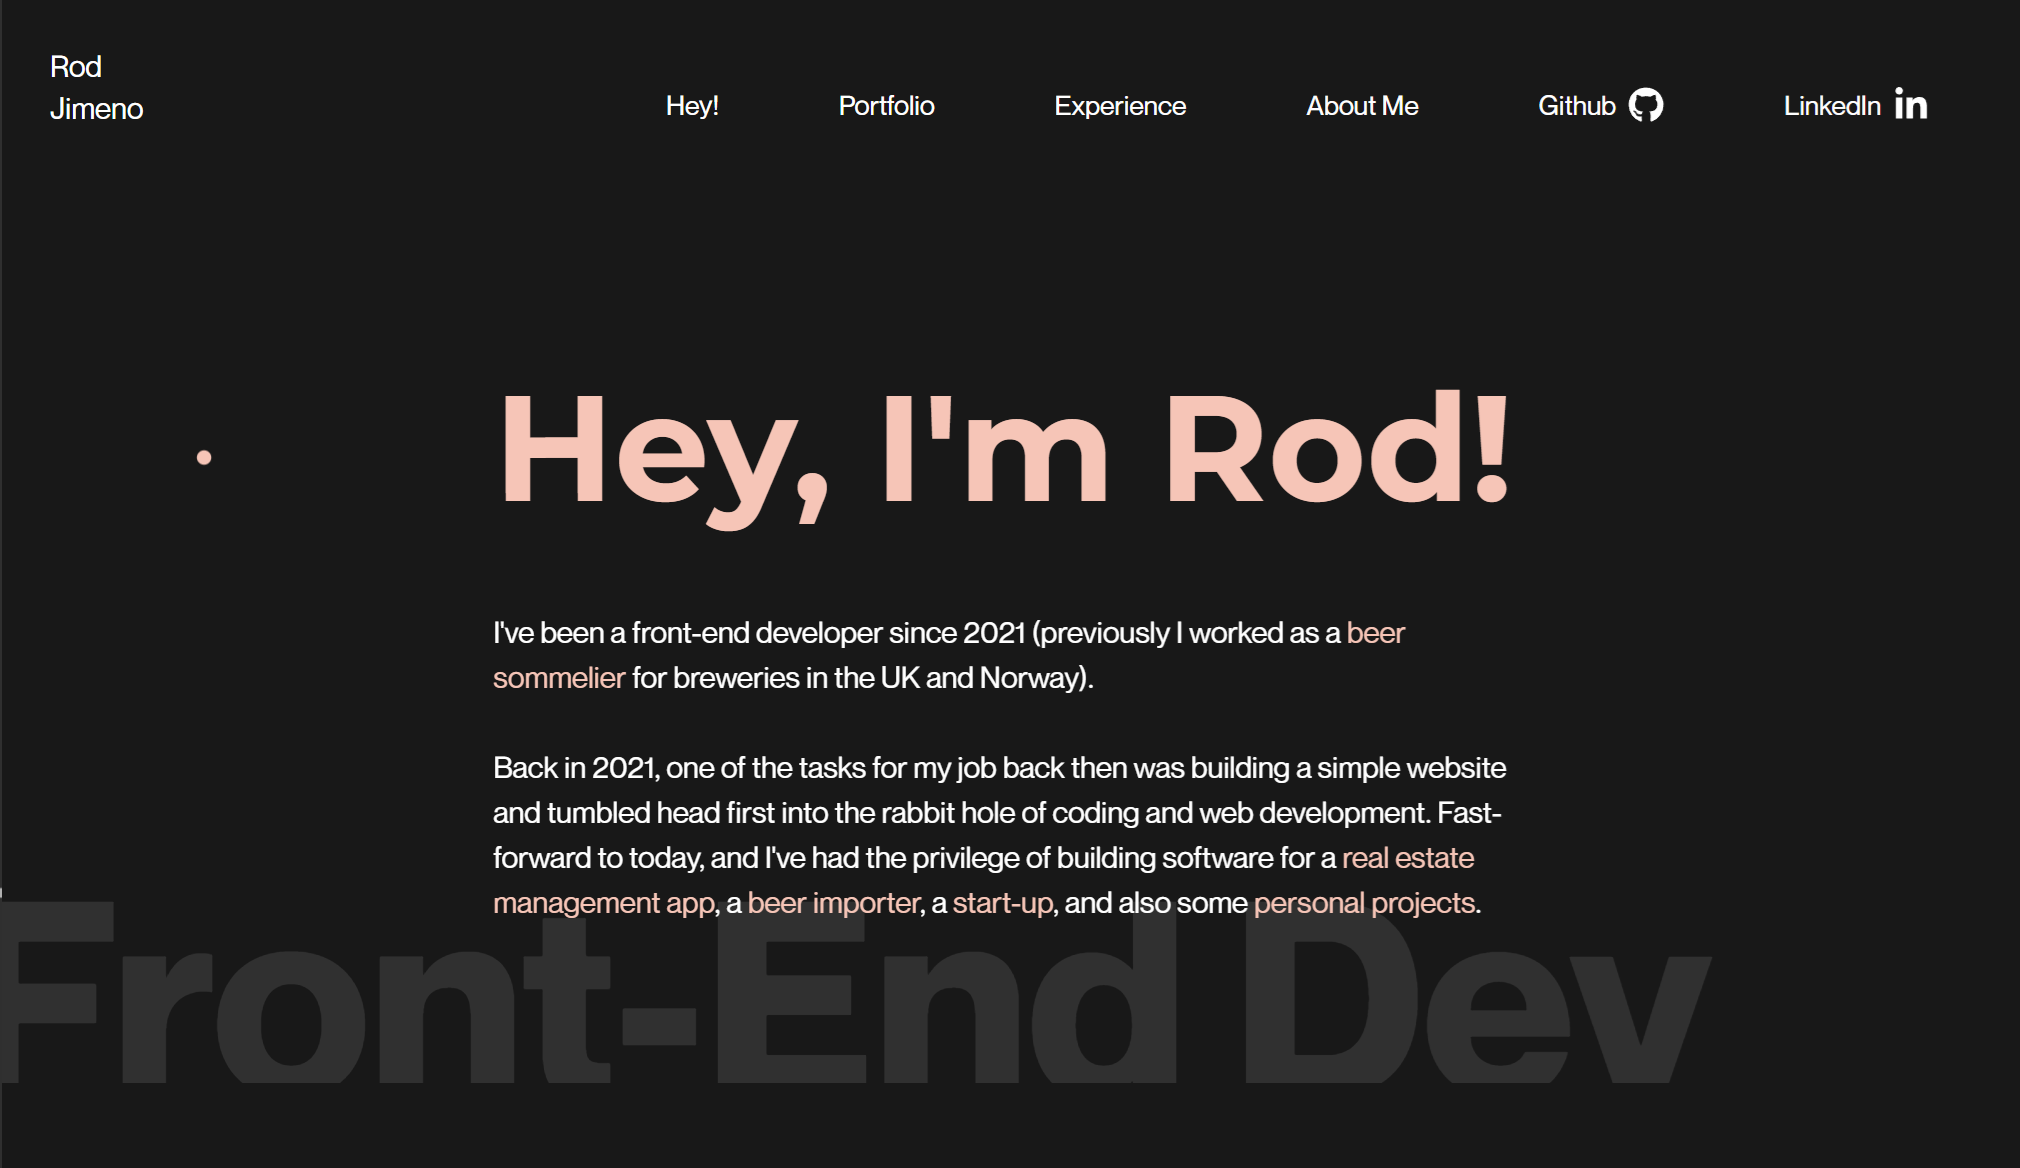 Rod
Jimeno
Hey!
Portfolio
Experience
About Me
Github
LinkedIn in
Hey, I'm Rod!
I've been a front-end developer since 2021 (previously I worked as a beer
sommelier for breweries in the UK and Norway).
Back in 2021, one of the tasks for my job back then was building a simple website
and tumbled head first into the rabbit hole of coding and web development. Fast-
forward to today, and I've had the privilege of building software for a real estate
management app, a beer importer, a start-up, and also some personal projects.
Front-End Dev